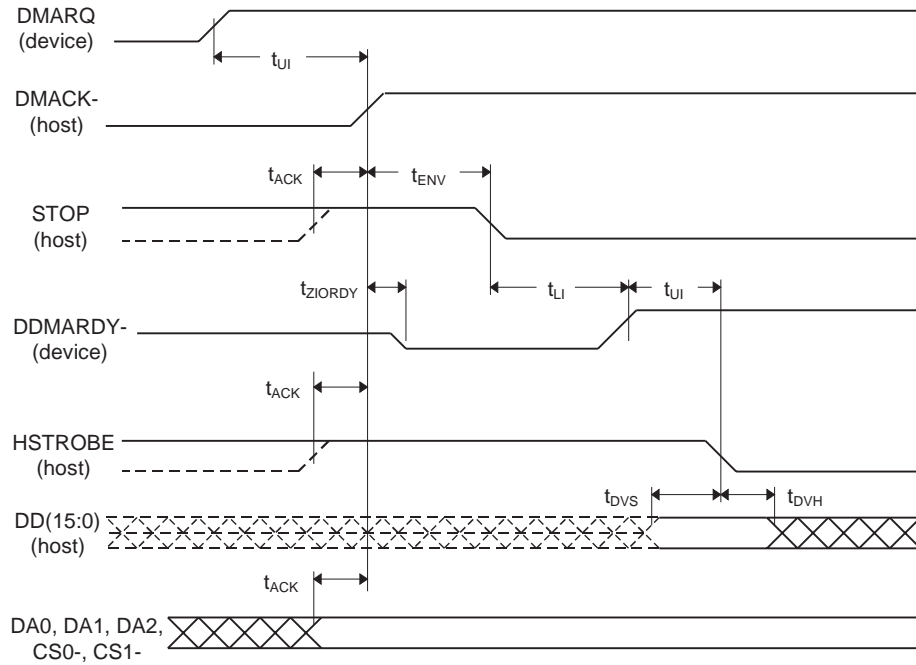 DMARQ
(device)
tUI
DMACK-
(host)
tACK
tENV
STOP
(host)
tZIORDY
tLI
tUI
DDMARDY-
(device)
tACK
HSTROBE
(host)
tDVS
tDVH
DD(15:0)
(host)
tACK
DA0, DA1, DA2,
CS0-, CS1-